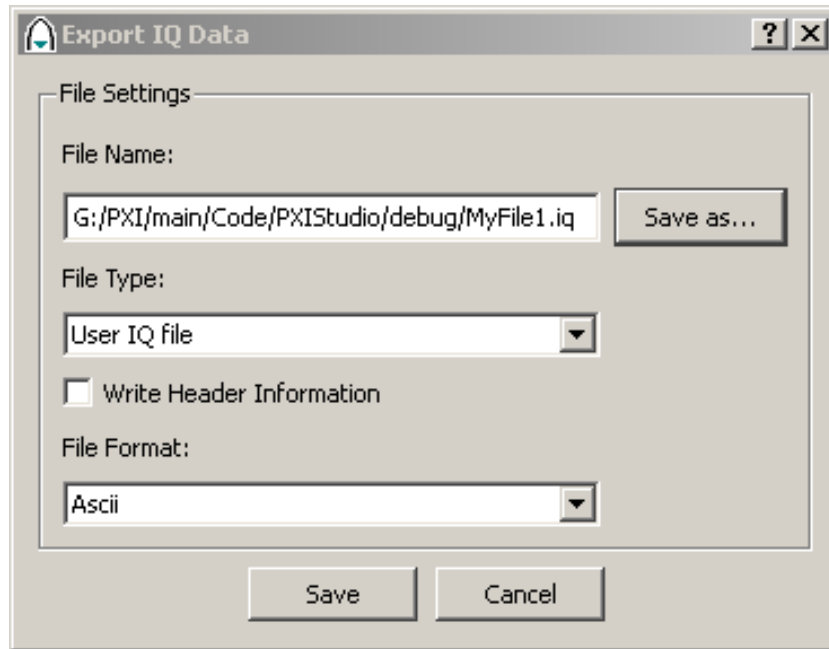 Export IQ Data
File Settings
File Name:
G:/PXI/main/Code/PXIStudio/debug/MyFile1.iq
Save as...
File Type:
User IQ file
Write Header Information
File Format:
Ascii
Save
Cancel